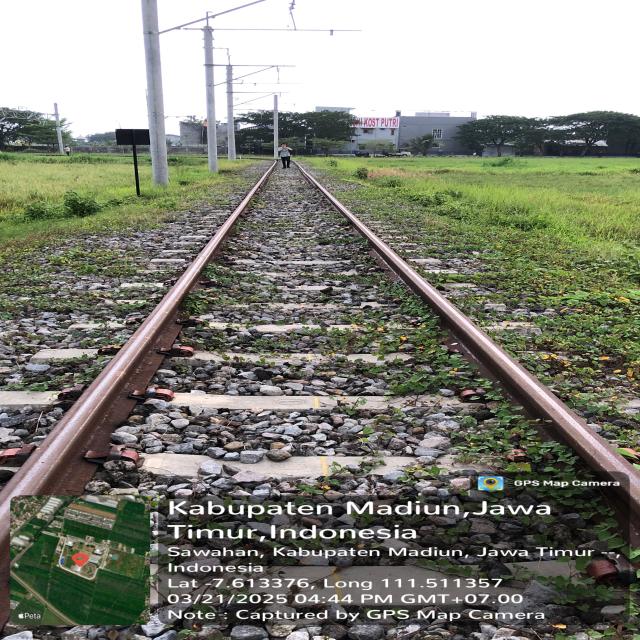 KOST PUTRI
GPS Map Camera
Kabupaten Madiun,Jawa
Timur,Indonesia
Sawahan, Kabupaten Madiun, Jawa Timur --,
Indonesia
Lat -7.613376, Long 111.511357
03/21/2025 04:44 PM GMT+07:00
Note : Captured by GPS Map Camera
Peta